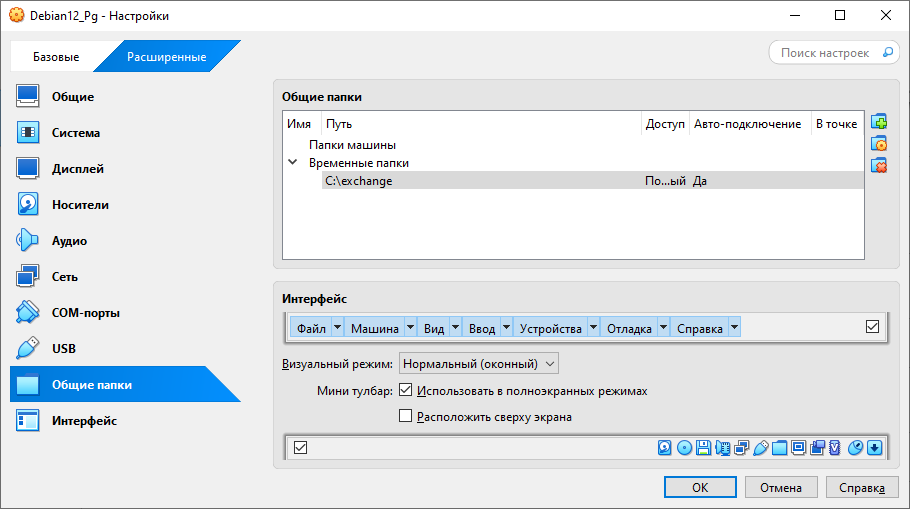 Debian12_Pg - Настройки
Базовые Расширенные Поиск настроек
Общие
Система
Дисплей
Носители
Аудио
Сеть
COM-порты
USB
Общие папки
Интерфейс
Общие папки
Имя Путь Доступ Авто-подключение В точке
Папки машины
Временные папки
C:\exchange По...ый Да
Интерфейс
Файл Машина Вид Ввод Устройства Отладка Справка
Визуальный режим: Нормальный (оконный)
Мини тулбар: Использовать в полноэкранных режимах
Расположить сверху экрана
OK Отмена Справка